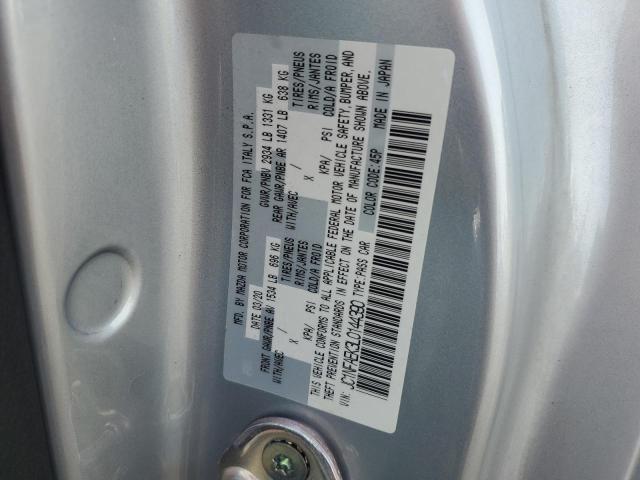 MFD. BY MAZDA MOTOR CORPORATION FOR FCA ITALY S.P.A.
DATE 03/20 GVWR/PNBV 2934 LB 1331 KG
FRONT GAWR/PNBE AV 1534 LB 696 KG REAR GAWR/PNBE AR 1407 LB 638 KG
WITH/AVEC X / TIRES/PNEUS WITH/AVEC X / TIRES/PNEUS
RIMS/JANTES RIMS/JANTES
KPA/ PSI COLD/A FROID KPA/ PSI COLD/A FROID
THIS VEHICLE CONFORMS TO ALL APPLICABLE FEDERAL MOTOR VEHICLE SAFETY, BUMPER, AND
THEFT PREVENTION STANDARDS IN EFFECT ON THE DATE OF MANUFACTURE SHOWN ABOVE.
VIN: TYPE:PASS CAR COLOR CODE:45P MADE IN JAPAN